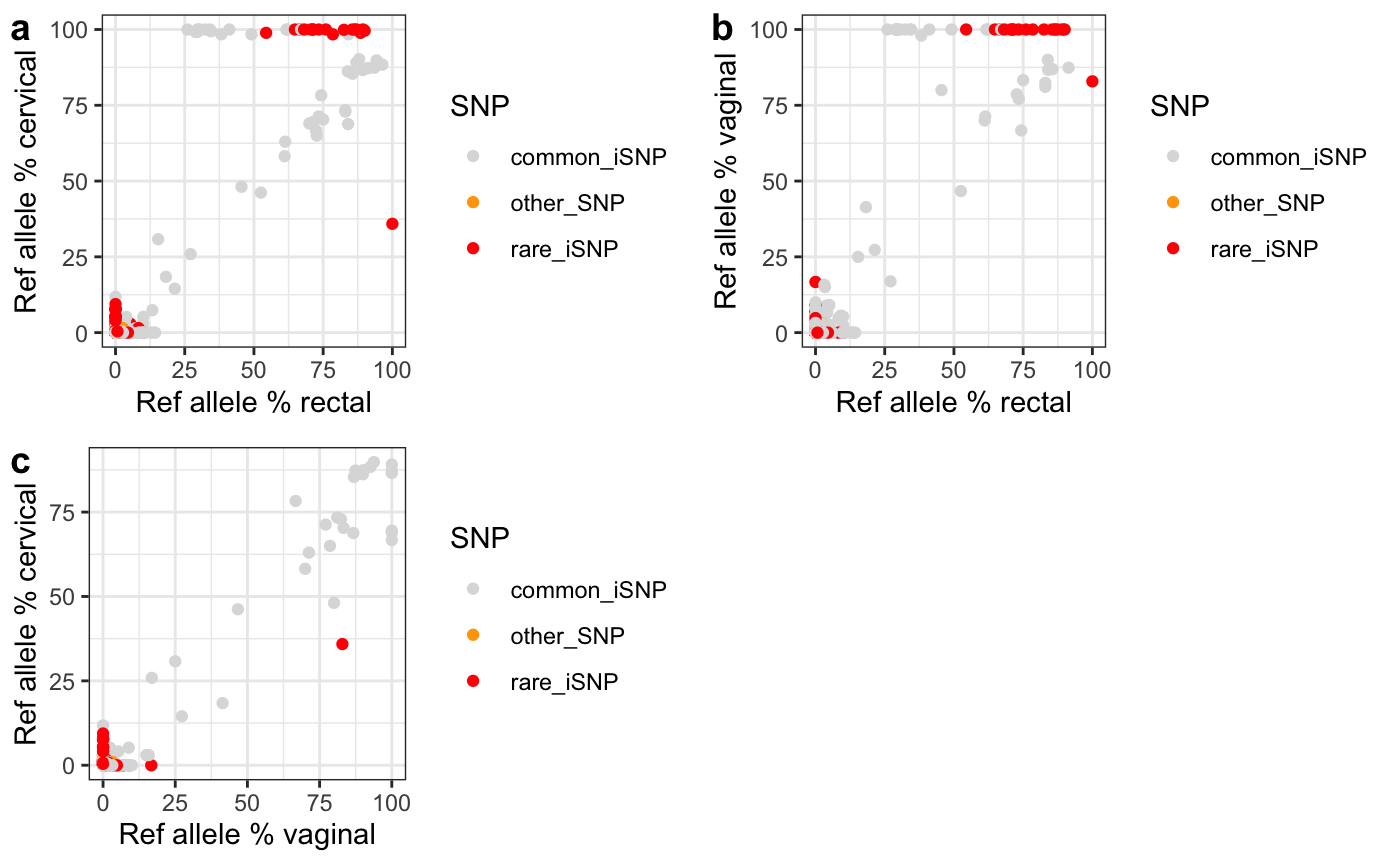 a
Ref allele % cervical
100
75
50
25
0
0 25 50 75 100
Ref allele % rectal
SNP
common_iSNP
other_SNP
rare_iSNP
b
Ref allele % vaginal
100
75
50
25
0
0 25 50 75 100
Ref allele % rectal
SNP
common_iSNP
other_SNP
rare_iSNP
c
Ref allele % cervical
75
50
25
0
0 25 50 75 100
Ref allele % vaginal
SNP
common_iSNP
other_SNP
rare_iSNP